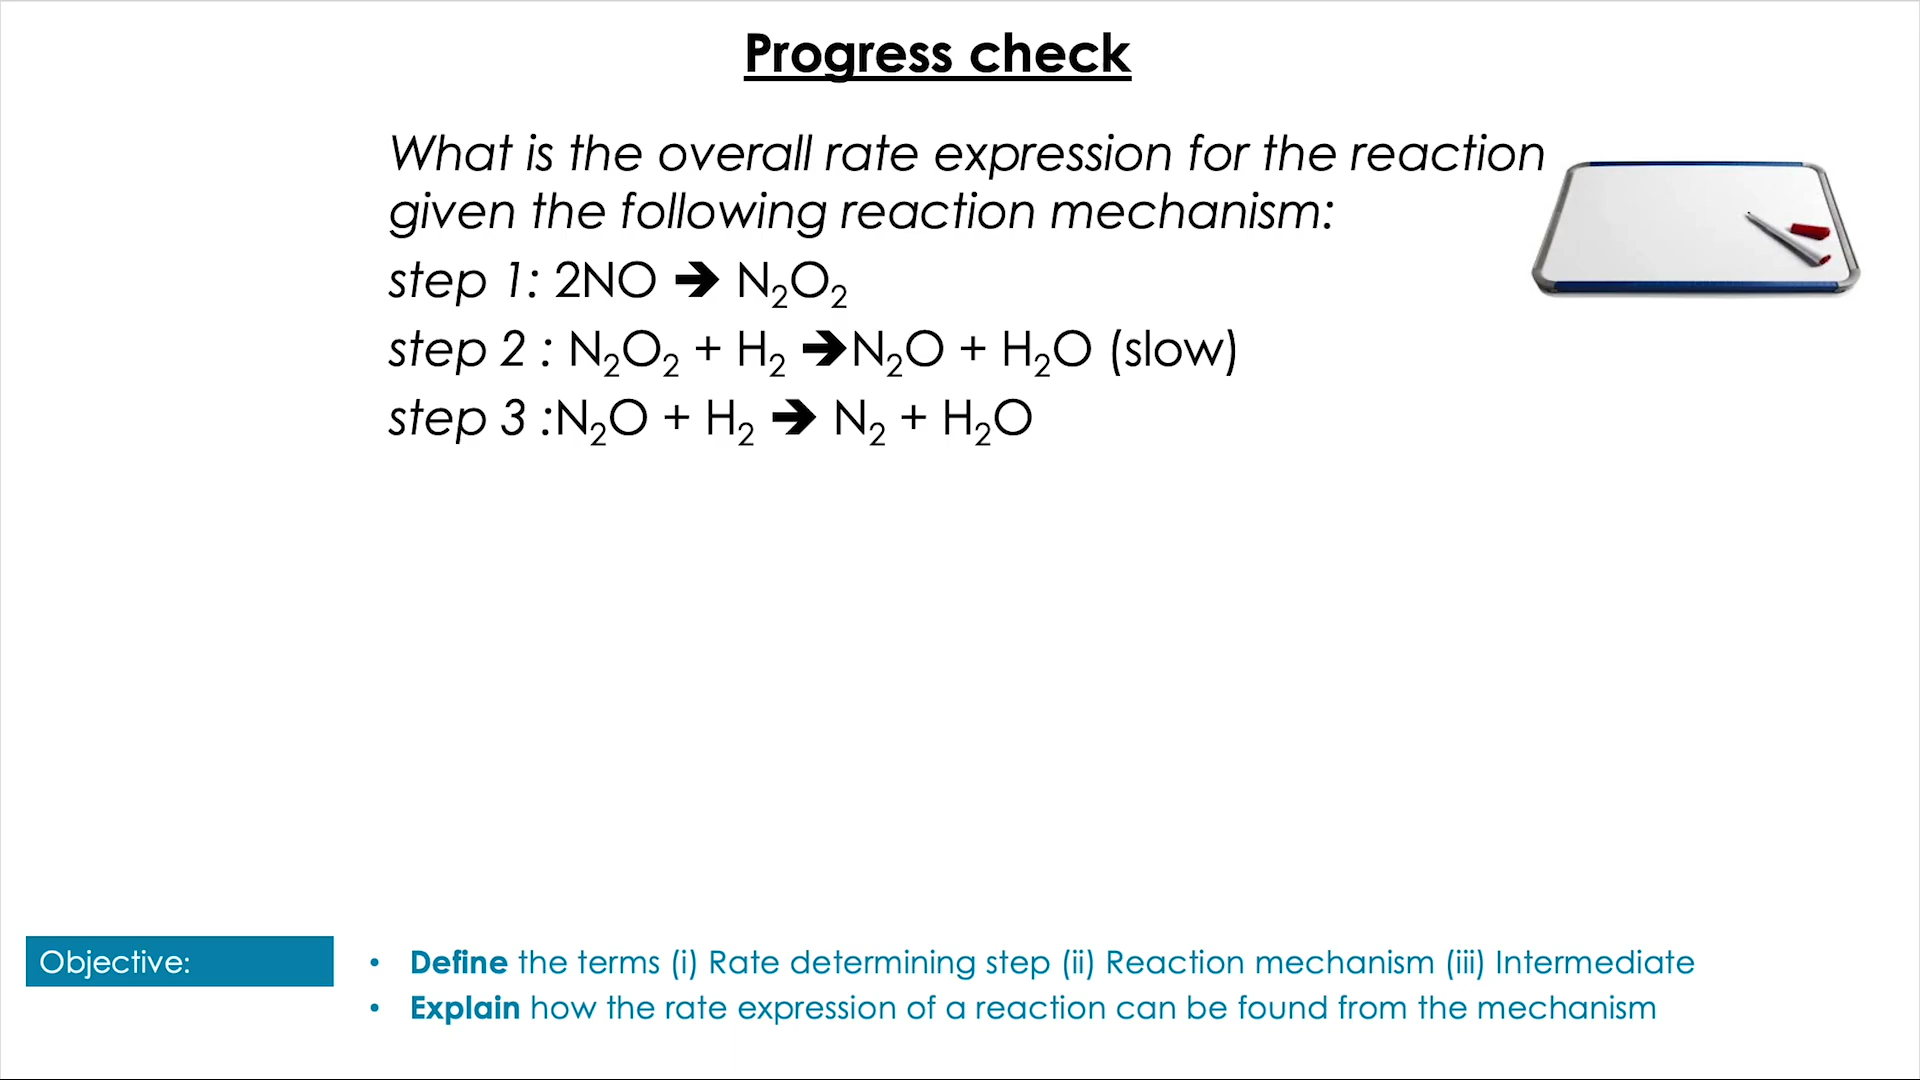 Progress check
What is the overall rate expression for the reaction
given the following reaction mechanism:
step 1: 2NO ➔ N₂O₂
step 2 : N₂O₂ + H₂ ➔N₂O + H₂O (slow)
step 3 :N₂O + H₂ ➔ N₂ + H₂O
Objective:
• Define the terms (i) Rate determining step (ii) Reaction mechanism (iii) Intermediate
• Explain how the rate expression of a reaction can be found from the mechanism